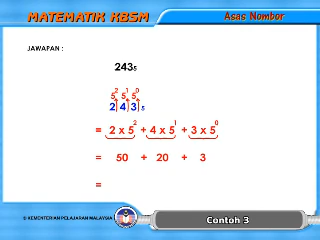 MATEMATIK KBSM
Asas Nombor
JAWAPAN :
243₅
5² 5¹ 5⁰
2 4 3 ₅
= 2 x 5² + 4 x 5¹ + 3 x 5⁰
= 50 + 20 + 3
=
© KEMENTERIAN PELAJARAN MALAYSIA
Contoh 3